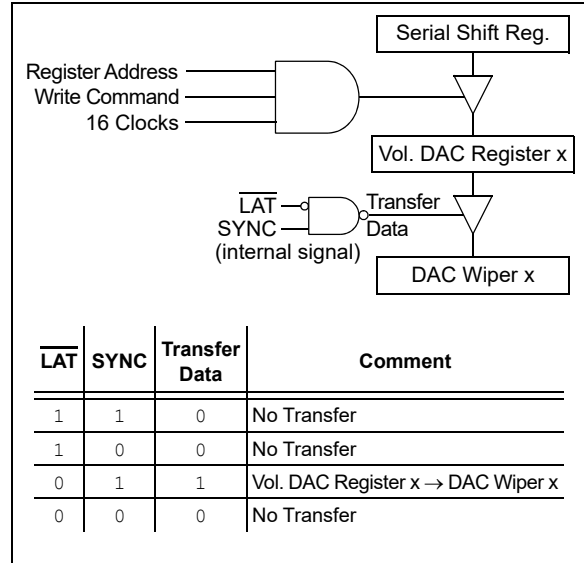 Serial Shift Reg.
Register Address
Write Command
16 Clocks
Vol. DAC Register x
LAT
SYNC
(internal signal)
Transfer
Data
DAC Wiper x
LAT SYNC Transfer Data Comment
1 1 0 No Transfer
1 0 0 No Transfer
0 1 1 Vol. DAC Register x → DAC Wiper x
0 0 0 No Transfer